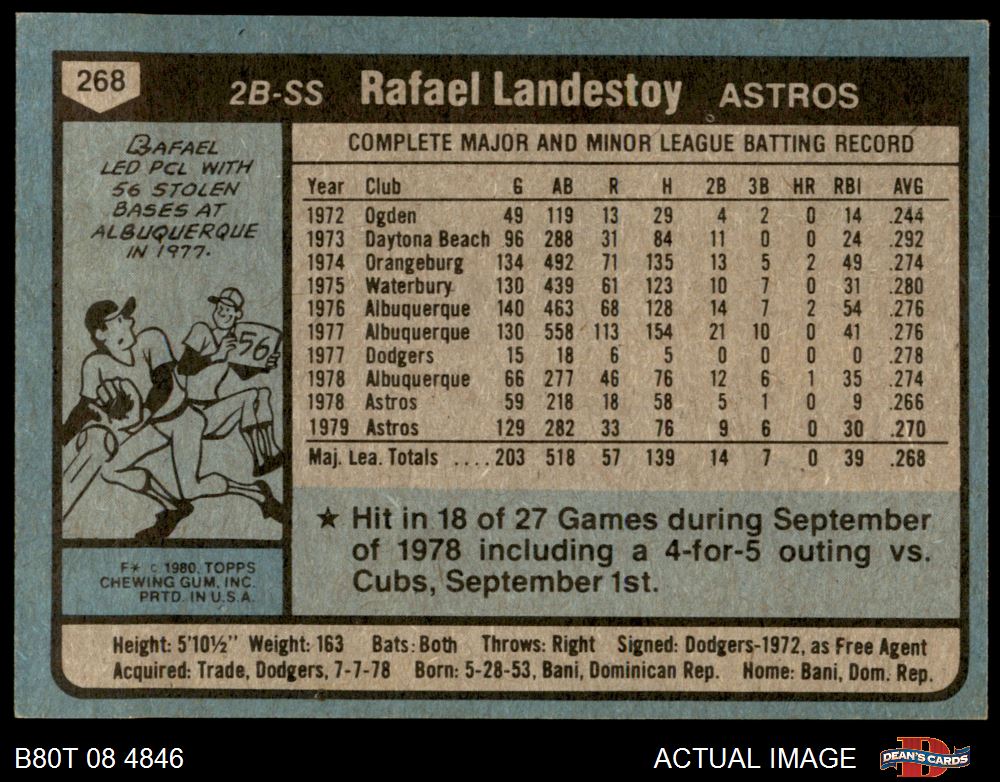 268
2B-SS Rafael Landestoy ASTROS
RAFAEL
LED PCL WITH
56 STOLEN
BASES AT
ALBUQUERQUE
IN 1977.
56
F* © 1980 TOPPS
CHEWING GUM, INC.
PRTD. IN U.S.A.
COMPLETE MAJOR AND MINOR LEAGUE BATTING RECORD
Year Club G AB R H 2B 3B HR RBI AVG
1972 Ogden 49 119 13 29 4 2 0 14 .244
1973 Daytona Beach 96 288 31 84 11 0 0 24 .292
1974 Orangeburg 134 492 71 135 13 5 2 49 .274
1975 Waterbury 130 439 61 123 10 7 0 31 .280
1976 Albuquerque 140 463 68 128 14 7 2 54 .276
1977 Albuquerque 130 558 113 154 21 10 0 41 .276
1977 Dodgers 15 18 6 5 0 0 0 0 .278
1978 Albuquerque 66 277 46 76 12 6 1 35 .274
1978 Astros 59 218 18 58 5 1 0 9 .266
1979 Astros 129 282 33 76 9 6 0 30 .270
Maj. Lea. Totals ....203 518 57 139 14 7 0 39 .268
★ Hit in 18 of 27 Games during September
of 1978 including a 4-for-5 outing vs.
Cubs, September 1st.
Height: 5'10½" Weight: 163 Bats: Both Throws: Right Signed: Dodgers-1972, as Free Agent
Acquired: Trade, Dodgers, 7-7-78 Born: 5-28-53, Bani, Dominican Rep. Home: Bani, Dom. Rep.
B80T 08 4846
ACTUAL IMAGE
DEAN'S CARDS